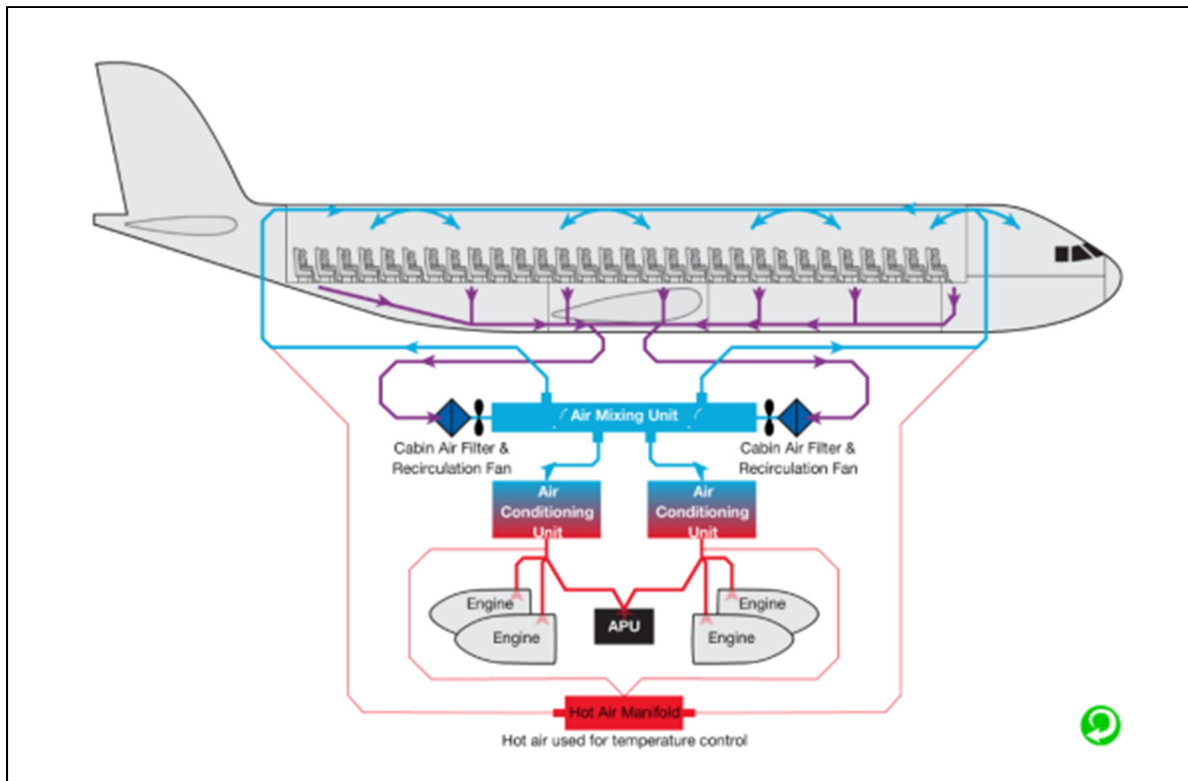 Air Mixing Unit
Cabin Air Filter &
Recirculation Fan
Cabin Air Filter &
Recirculation Fan
Air
Conditioning
Unit
Air
Conditioning
Unit
Engine
Engine
APU
Engine
Engine
Hot Air Manifold
Hot air used for temperature control